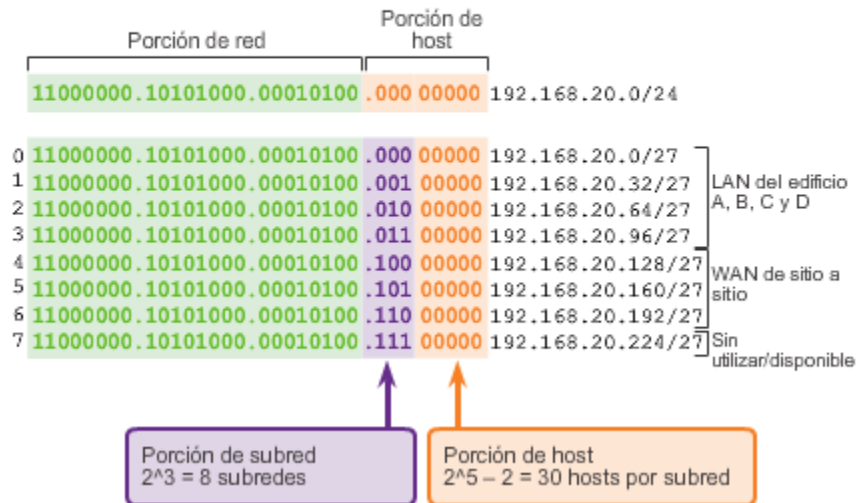 Porción de red
Porción de
host
11000000.10101000.00010100 .000 00000 192.168.20.0/24
0 11000000.10101000.00010100 .000 00000 192.168.20.0/27
1 11000000.10101000.00010100 .001 00000 192.168.20.32/27
2 11000000.10101000.00010100 .010 00000 192.168.20.64/27
3 11000000.10101000.00010100 .011 00000 192.168.20.96/27
LAN del edificio
A, B, C y D
4 11000000.10101000.00010100 .100 00000 192.168.20.128/27
5 11000000.10101000.00010100 .101 00000 192.168.20.160/27
6 11000000.10101000.00010100 .110 00000 192.168.20.192/27
WAN de sitio a
sitio
7 11000000.10101000.00010100 .111 00000 192.168.20.224/27
Sin
utilizar/disponible
Porción de subred
2^3 = 8 subredes
Porción de host
2^5 – 2 = 30 hosts por subred